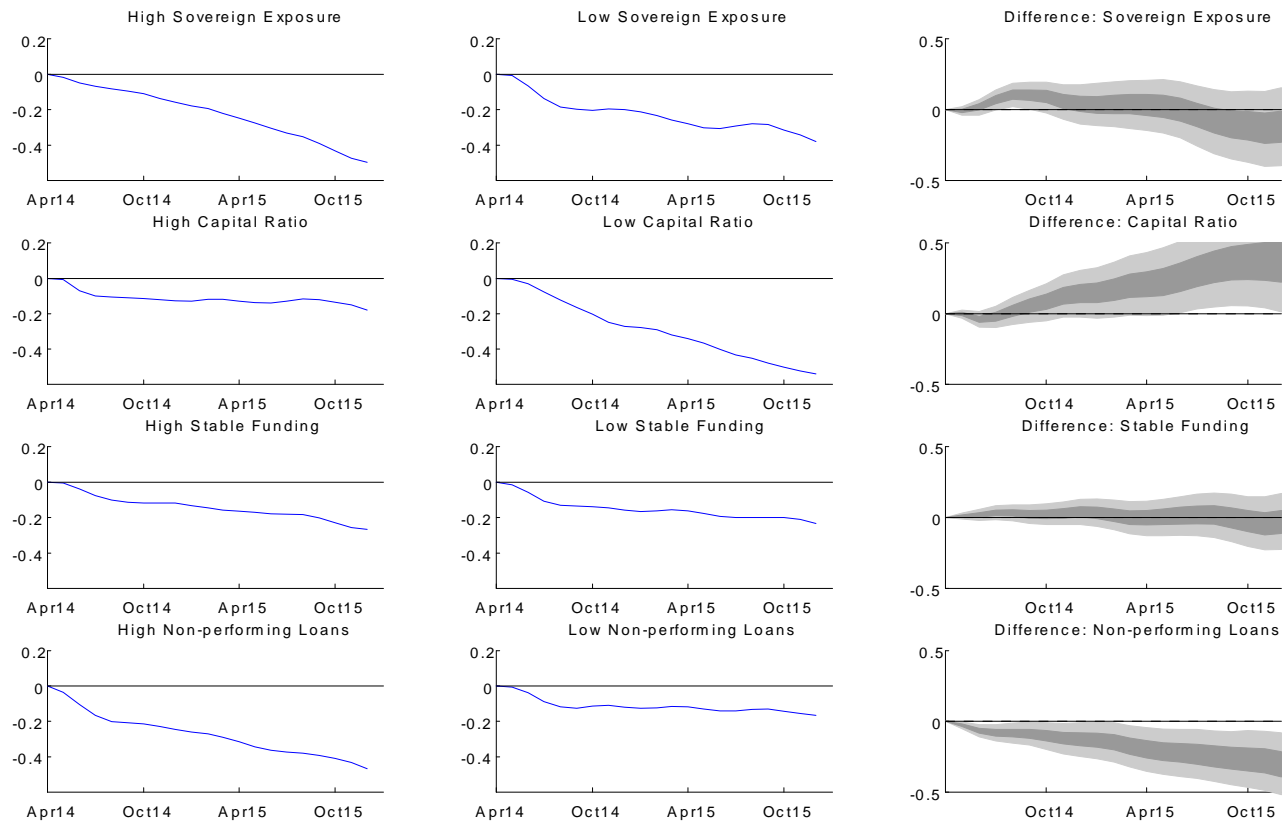 High Sovereign Exposure
0.2
0
-0.2
-0.4
Apr14 Oct14 Apr15 Oct15
Low Sovereign Exposure
0.2
0
-0.2
-0.4
Apr14 Oct14 Apr15 Oct15
Difference: Sovereign Exposure
0.5
0
-0.5
Oct14 Apr15 Oct15
High Capital Ratio
0.2
0
-0.2
-0.4
Apr14 Oct14 Apr15 Oct15
Low Capital Ratio
0.2
0
-0.2
-0.4
Apr14 Oct14 Apr15 Oct15
Difference: Capital Ratio
0.5
0
-0.5
Oct14 Apr15 Oct15
High Stable Funding
0.2
0
-0.2
-0.4
Apr14 Oct14 Apr15 Oct15
Low Stable Funding
0.2
0
-0.2
-0.4
Apr14 Oct14 Apr15 Oct15
Difference: Stable Funding
0.5
0
-0.5
Oct14 Apr15 Oct15
High Non-performing Loans
0.2
0
-0.2
-0.4
Apr14 Oct14 Apr15 Oct15
Low Non-performing Loans
0.2
0
-0.2
-0.4
Apr14 Oct14 Apr15 Oct15
Difference: Non-performing Loans
0.5
0
-0.5
Oct14 Apr15 Oct15